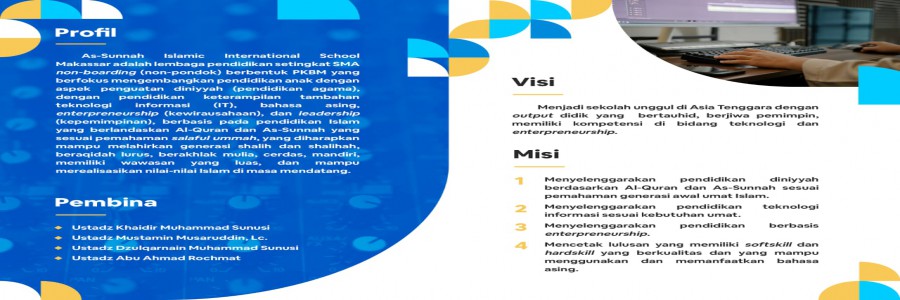 Profil
As-Sunnah Islamic International School
Makassar adalah lembaga pendidikan setingkat SMA
non-boarding (non-pondok) berbentuk PKBM yang
berfokus mengembangkan pendidikan anak dengan
aspek penguatan diniyyah (pendidikan agama),
dengan pendidikan keterampilan tambahan
teknologi informasi (IT), bahasa asing,
enterpreneurship (kewirausahaan), dan leadership
(kepemimpinan), berbasis pada pendidikan Islam
yang berlandaskan Al-Quran dan As-Sunnah yang
sesuai pemahaman salaful ummah, yang diharapkan
mampu melahirkan generasi shalih dan shalihah,
beraqidah lurus, berakhlak mulia, cerdas, mandiri,
memiliki wawasan yang luas, dan mampu
merealisasikan nilai-nilai Islam di masa mendatang.
Pembina
Ustadz Khaidir Muhammad Sunusi
Ustadz Mustamin Musaruddin, Lc.
Ustadz Dzulqarnain Muhammad Sunusi
Ustadz Abu Ahmad Rochmat
Visi
Menjadi sekolah unggul di Asia Tenggara dengan
output didik yang bertauhid, berjiwa pemimpin,
memiliki kompetensi di bidang teknologi dan
enterpreneurship.
Misi
1 Menyelenggarakan pendidikan diniyyah
berdasarkan Al-Quran dan As-Sunnah sesuai
pemahaman generasi awal umat Islam.
2 Menyelenggarakan pendidikan teknologi
informasi sesuai kebutuhan umat.
3 Menyelenggarakan pendidikan berbasis
enterpreneurship.
4 Mencetak lulusan yang memiliki softskill dan
hardskill yang berkualitas dan yang mampu
menggunakan dan memanfaatkan bahasa
asing.